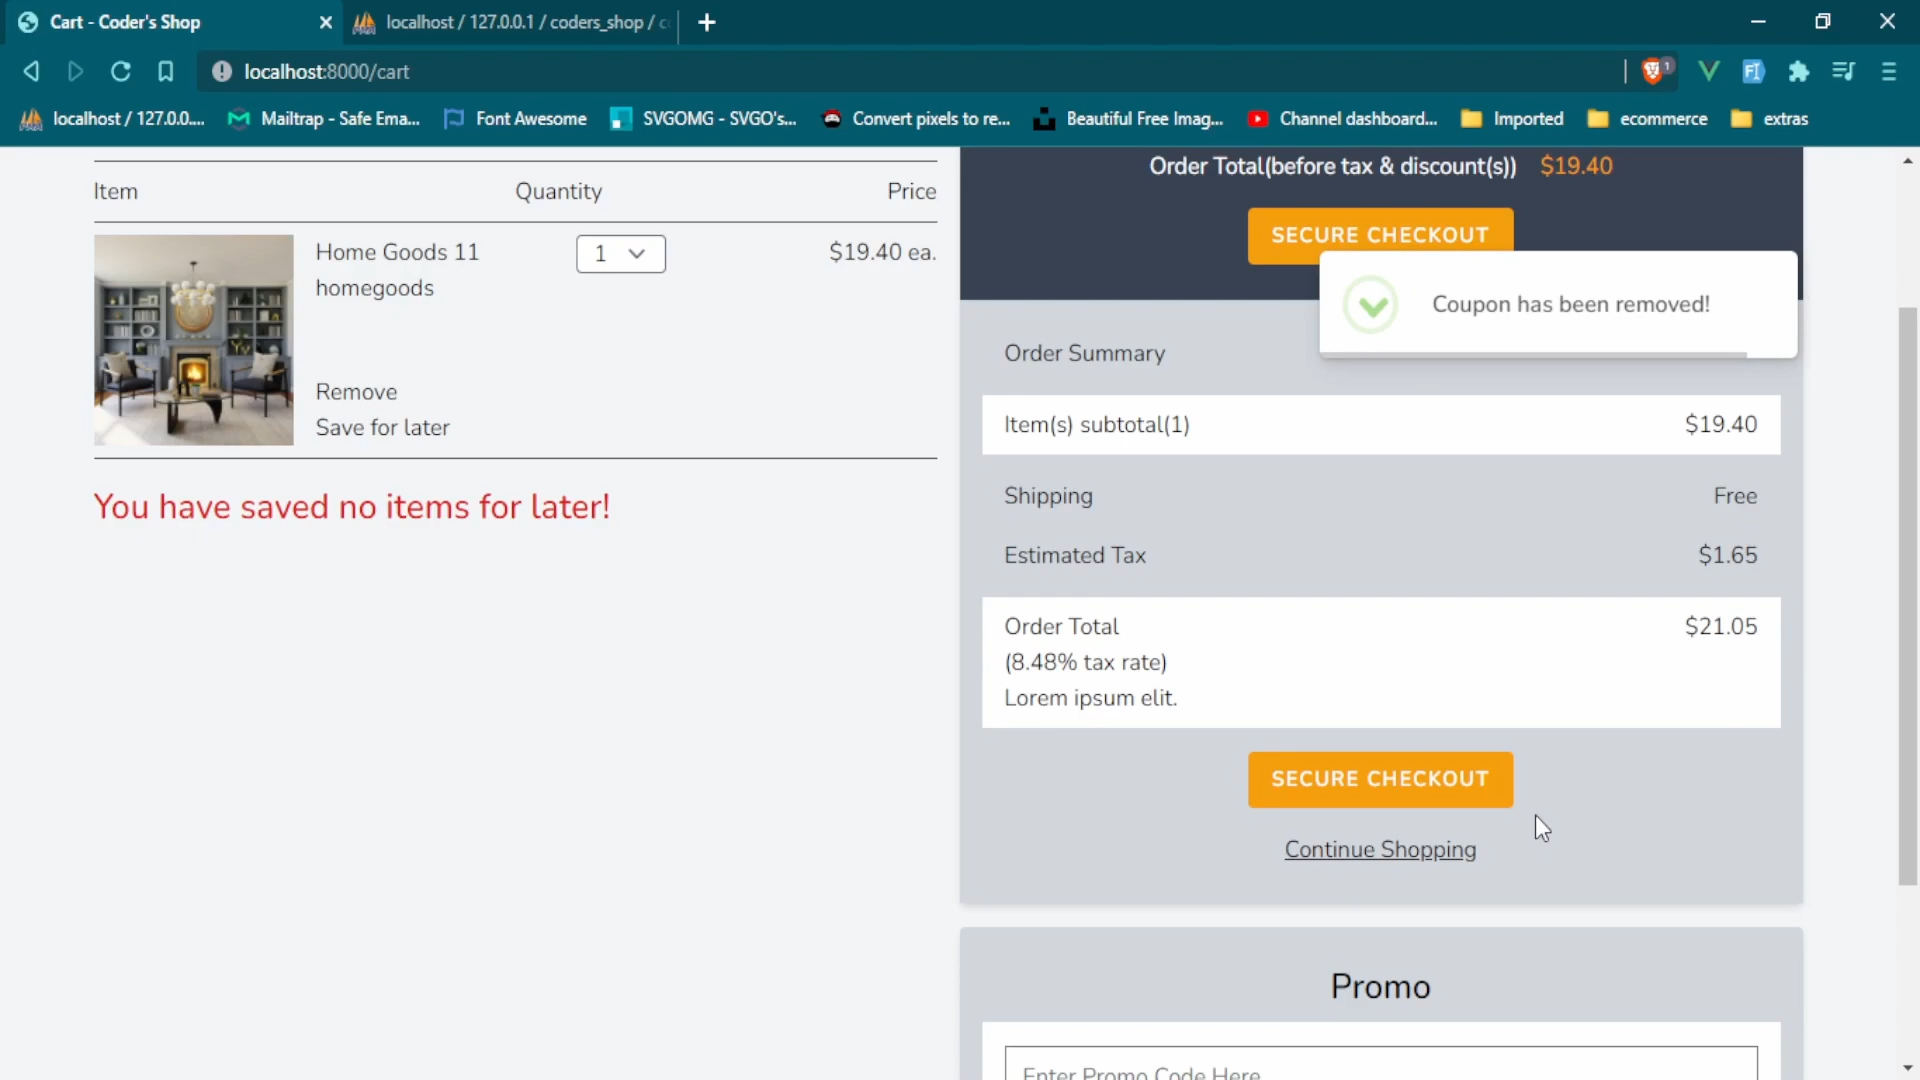 Cart - Coder's Shop
localhost / 127.0.0.1 / coders_shop /
localhost:8000/cart
1
localhost / 127.0.0....
Mailtrap - Safe Ema...
Font Awesome
SVGOMG - SVGO's...
Convert pixels to re...
Beautiful Free Imag...
Channel dashboard...
Imported
ecommerce
extras
Item Quantity Price
Home Goods 11
homegoods
1
$19.40 ea.
Remove
Save for later
You have saved no items for later!
Order Total(before tax & discount(s)) $19.40
SECURE CHECKOUT
Coupon has been removed!
Order Summary
Item(s) subtotal(1) $19.40
Shipping Free
Estimated Tax $1.65
Order Total $21.05
(8.48% tax rate)
Lorem ipsum elit.
SECURE CHECKOUT
Continue Shopping
Promo
Enter Promo Code Here